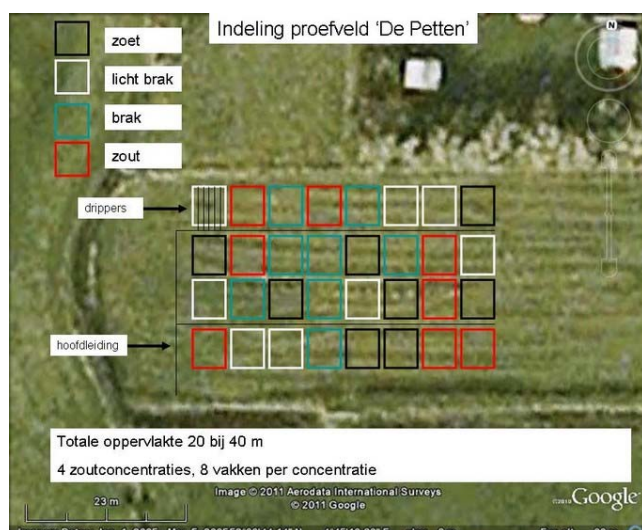 Indeling proefveld 'De Petten'
N
zoet
licht brak
brak
zout
drippers
hoofdleiding
Totale oppervlakte 20 bij 40 m
4 zoutconcentraties, 8 vakken per concentratie
Image © 2011 Aerodata International Surveys
© 2011 Google
©2010 Google
23 m